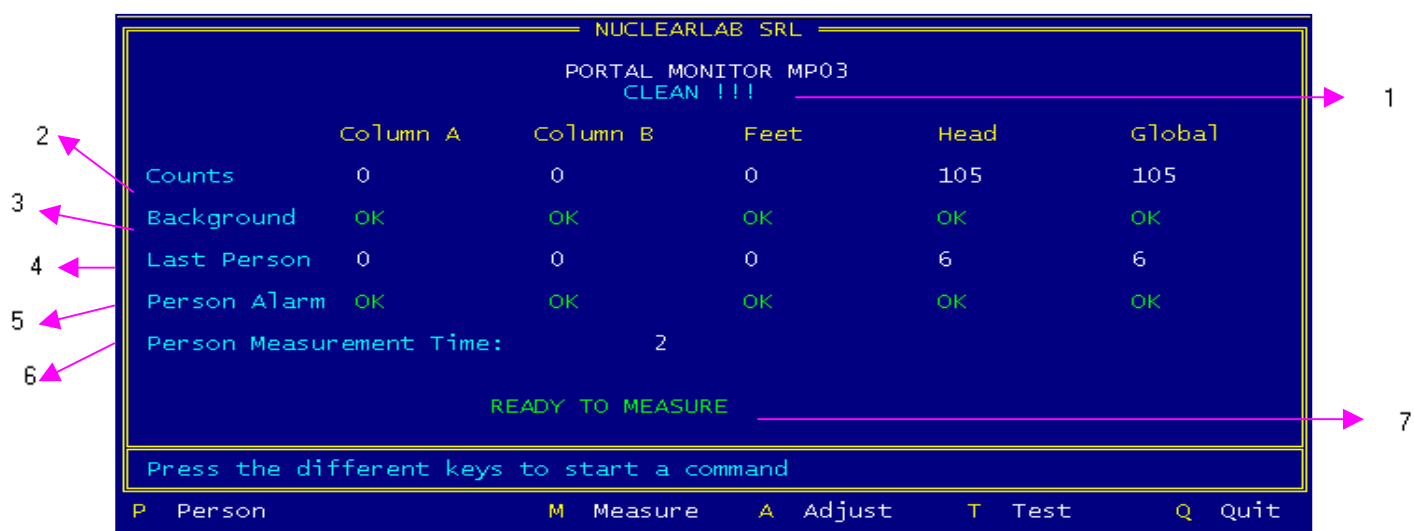 NUCLEARLAB SRL
PORTAL MONITOR MP03
CLEAN !!! 1
2 Column A Column B Feet Head Global
Counts 0 0 0 105 105
3 Background OK OK OK OK OK
4 Last Person 0 0 0 6 6
5 Person Alarm OK OK OK OK OK
6 Person Measurement Time: 2
READY TO MEASURE 7
Press the different keys to start a command
P Person M Measure A Adjust T Test Q Quit